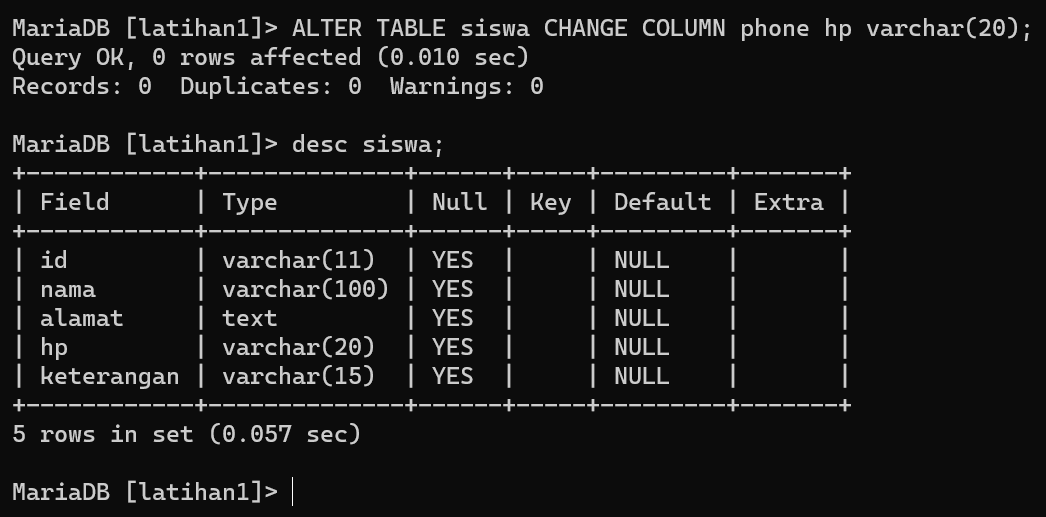 MariaDB [latihan1]> ALTER TABLE siswa CHANGE COLUMN phone hp varchar(20);
Query OK, 0 rows affected (0.010 sec)
Records: 0  Duplicates: 0  Warnings: 0

MariaDB [latihan1]> desc siswa;
+------------+--------------+------+-----+---------+-------+
| Field      | Type         | Null | Key | Default | Extra |
+------------+--------------+------+-----+---------+-------+
| id         | varchar(11)  | YES  |     | NULL    |       |
| nama       | varchar(100) | YES  |     | NULL    |       |
| alamat     | text         | YES  |     | NULL    |       |
| hp         | varchar(20)  | YES  |     | NULL    |       |
| keterangan | varchar(15)  | YES  |     | NULL    |       |
+------------+--------------+------+-----+---------+-------+
5 rows in set (0.057 sec)

MariaDB [latihan1]>